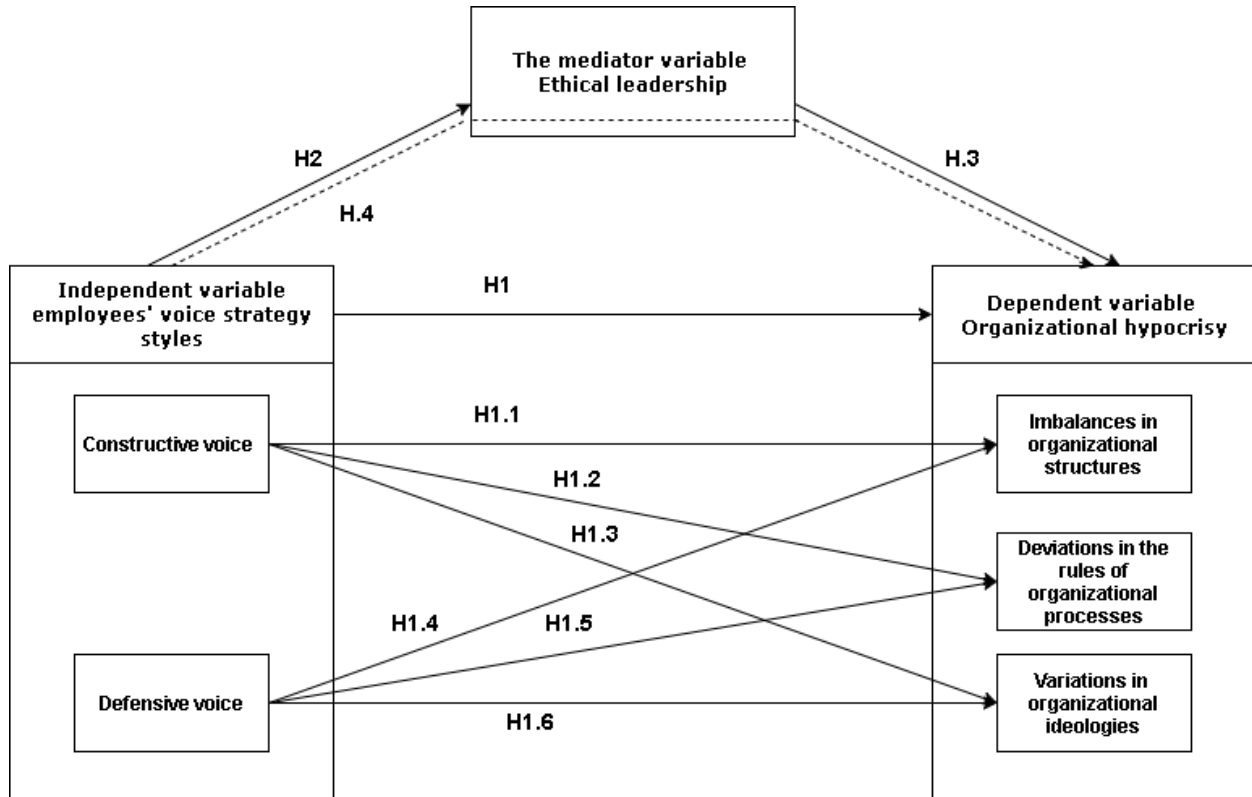 The mediator variable
Ethical leadership
H2
H.3
H.4
Independent variable
employees' voice strategy
styles
H1
Dependent variable
Organizational hypocrisy
Constructive voice
H1.1
Imbalances in
organizational
structures
H1.2
H1.3
Deviations in the
rules of
organizational
processes
H1.4
H1.5
Defensive voice
H1.6
Variations in
organizational
ideologies